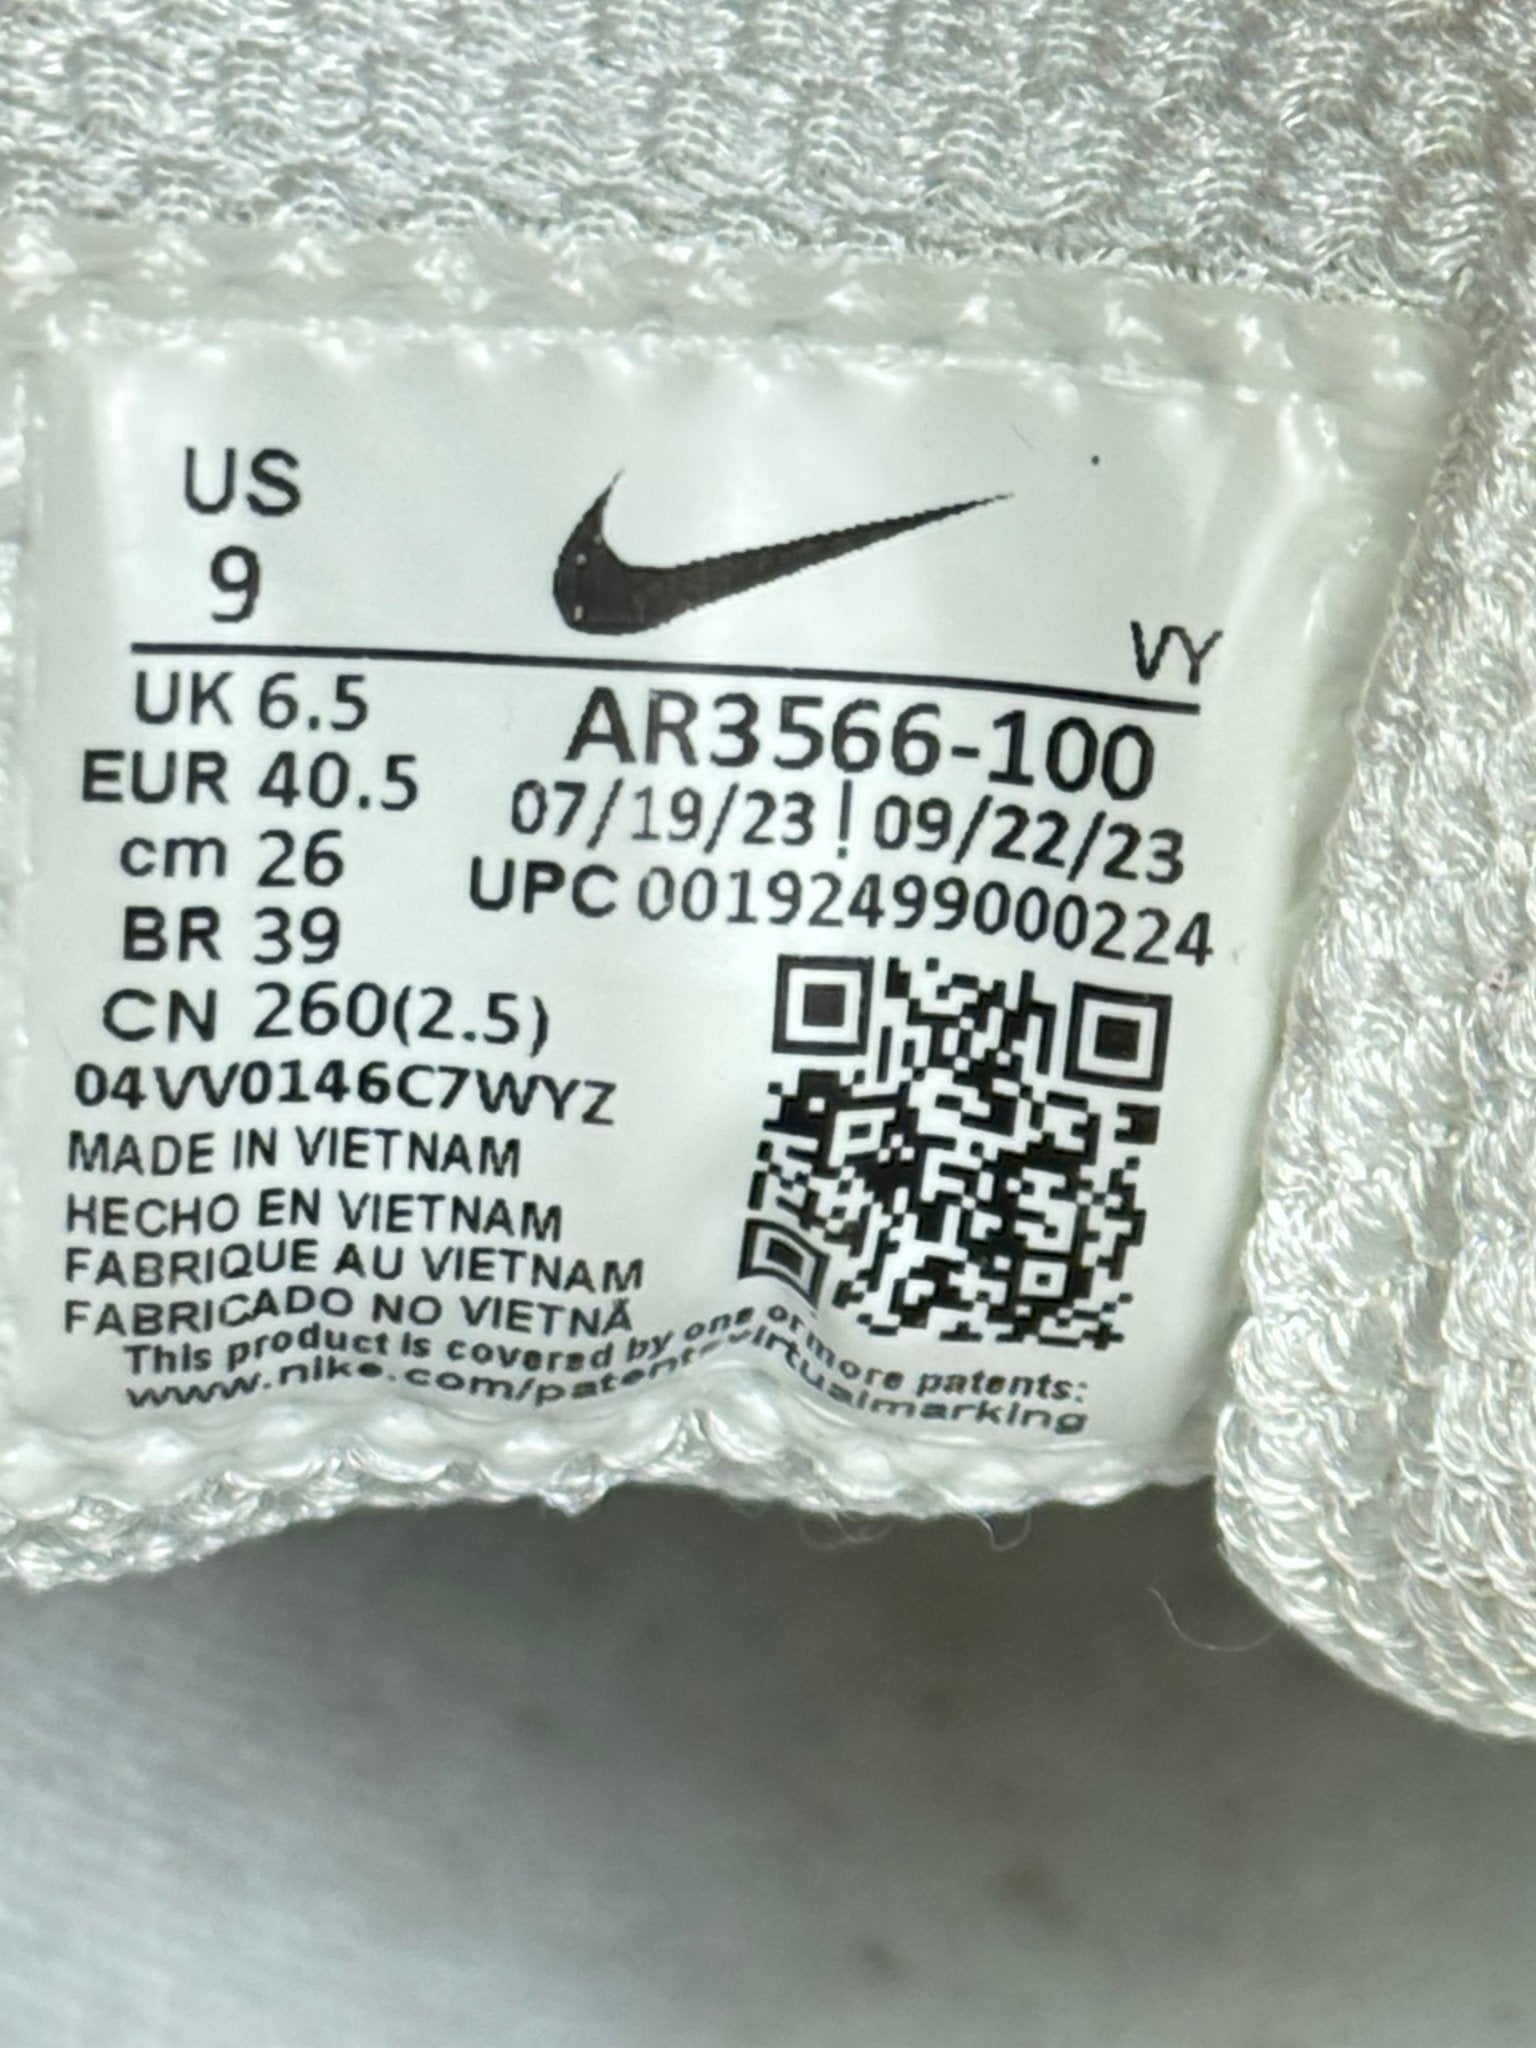 US
9
VY
UK 6.5
EUR 40.5
cm 26
BR 39
CN 260(2.5)
AR3566-100
07/19/23 | 09/22/23
UPC 00192499000224
04VV0146C7WYZ
MADE IN VIETNAM
HECHO EN VIETNAM
FABRIQUE AU VIETNAM
FABRICADO NO VIETNÃ
This product is covered by one or more patents:
www.nike.com/patentsvirtualmarking